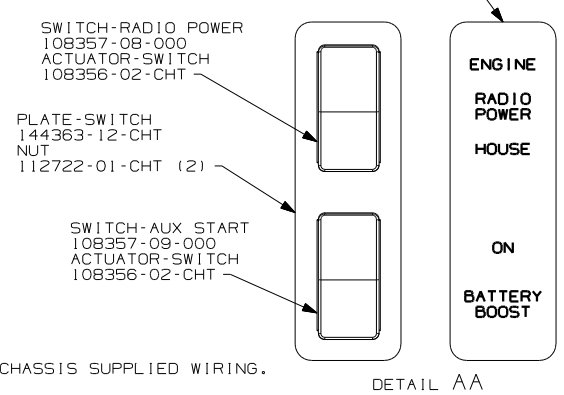 SWITCH-RADIO POWER
108357-08-000
ACTUATOR-SWITCH
108356-02-CHT
PLATE-SWITCH
144363-12-CHT
NUT
112722-01-CHT (2)
SWITCH-AUX START
108357-09-000
ACTUATOR-SWITCH
108356-02-CHT
ENGINE
RADIO
POWER
HOUSE
ON
BATTERY
BOOST
CHASSIS SUPPLIED WIRING.
DETAIL AA